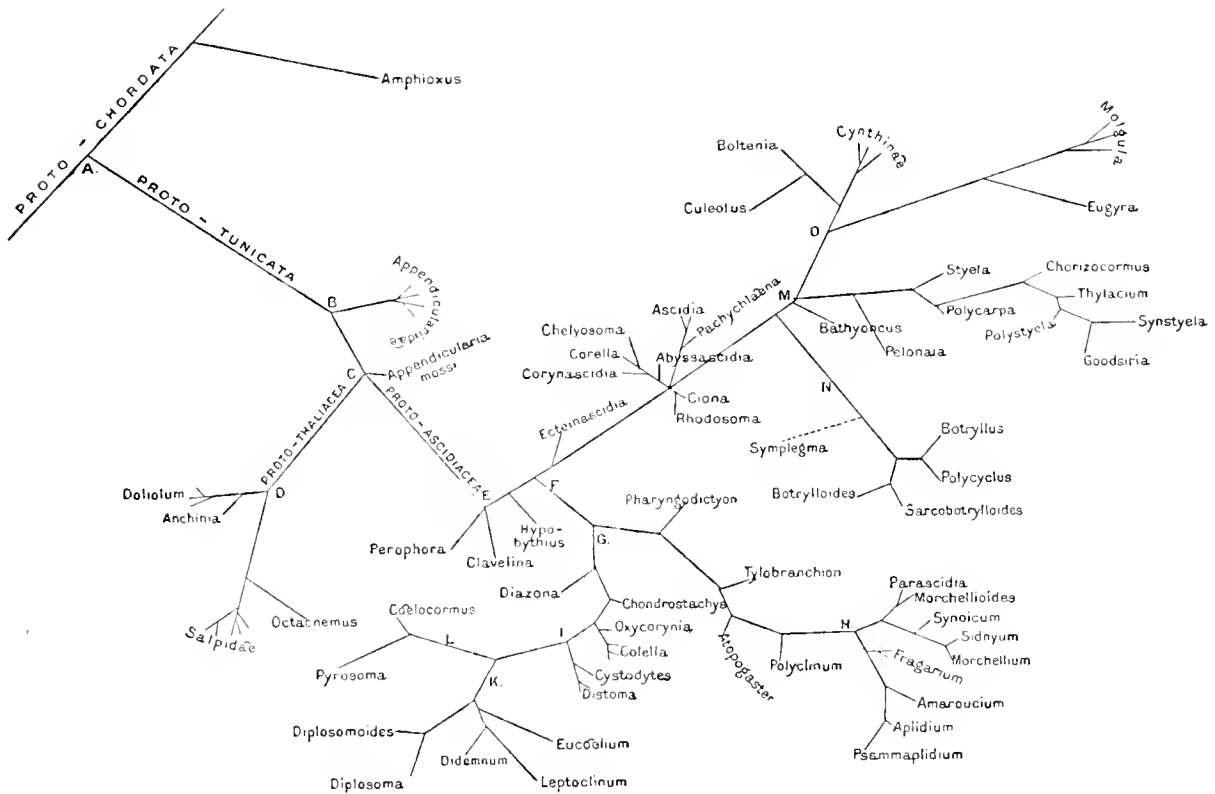 PROTO - CHORDATA
Amphioxus
A.
PROTO - TUNICATA
B
Appendiculariidae
C
Appendicularia
mossi
PROTO-THALIACEA
PROTO-ASCIDIACEAE
D
Doliolum
Anchinia
Octacnemus
Salpidae
E
Perophora
Clavelina
Hypo-
bythius
F
Ecteinascidia
Chelyosoma
Corella
Corynascidia
Ascidia
Pachychlaena
Abyssascidia
Ciona
Rhodosoma
M
Boltenia
Culeolus
Cynthinae
O
Molgula
Eugyra
Styela
Bathyoncus
Pelonaia
Polycarpa
Chorizocormus
Thylacium
Polystyela
Synstyela
Goodsiria
N
Symplegma
Botryllus
Polycyclus
Botrylloides
Sarcobotrylloides
G.
Pharyngodictyon
Tylobranchion
Atopogaster
Polyclinum
H
Parascidia
Morchellioides
Synoicum
Sidnyum
Morchellium
Fragarium
Amaroucium
Aplidium
Psammaplidium
Diazona
Chondrostachys
Oxycorynia
Colella
I
Cystodytes
Distoma
L
Coelocormus
Pyrosoma
K.
Diplosomoides
Diplosoma
Didemnum
Eucoelium
Leptoclinum